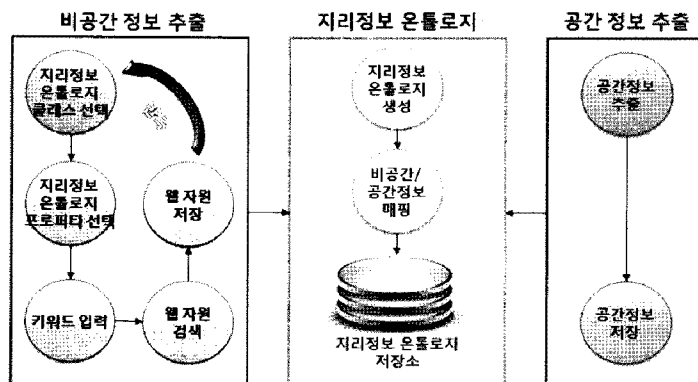 비공간 정보 추출
지리정보
온톨로지
클래스 선택
지리정보
온톨로지
프로퍼티 선택
키워드 입력
웹 자원
검색
웹 자원
저장
지리정보 온톨로지
지리정보
온톨로지
생성
비공간/
공간정보
매핑
지리정보 온톨로지
저장소
공간 정보 추출
공간정보
추출
공간정보
저장